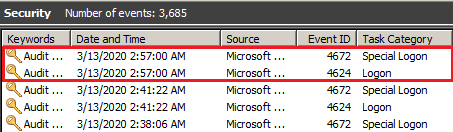 Security Number of events: 3,685
Keywords Date and Time Source Event ID Task Category
Audit ... 3/13/2020 2:57:00 AM Microsoft ... 4672 Special Logon
Audit ... 3/13/2020 2:57:00 AM Microsoft ... 4624 Logon
Audit ... 3/13/2020 2:41:22 AM Microsoft ... 4672 Special Logon
Audit ... 3/13/2020 2:41:22 AM Microsoft ... 4624 Logon
Audit ... 3/13/2020 2:38:06 AM Microsoft ... 4672 Special Logon